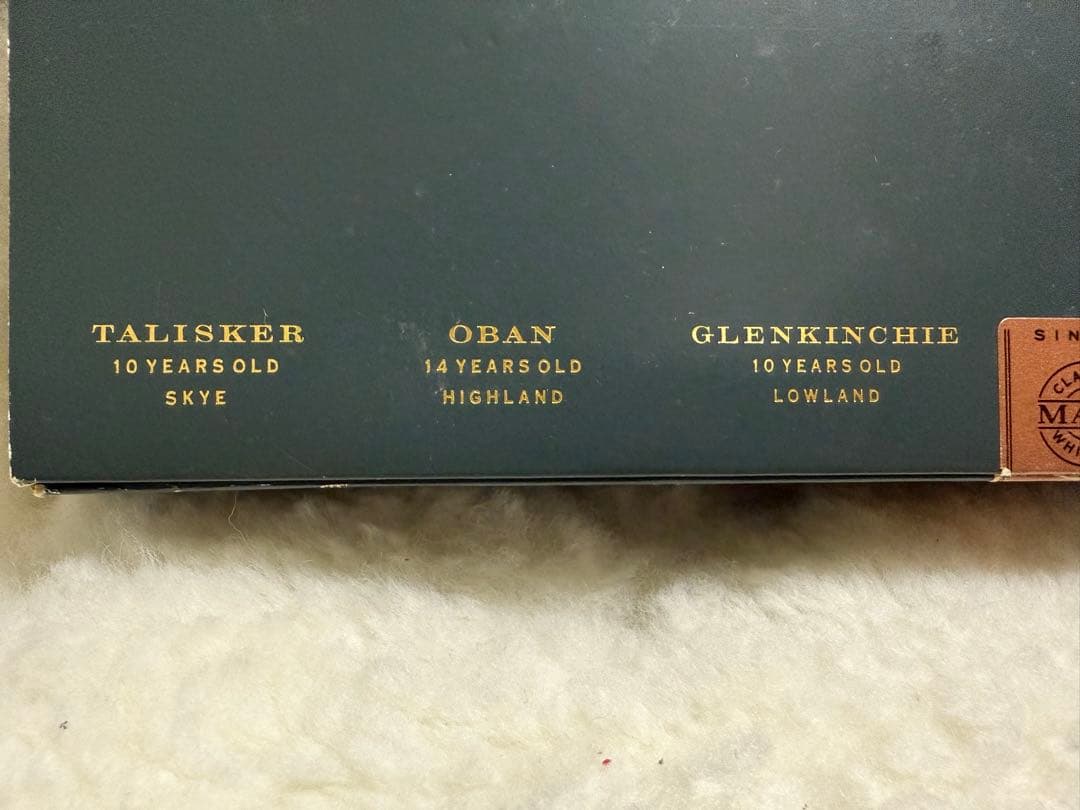 TALISKER
10 YEARS OLD
SKYE
OBAN
14 YEARS OLD
HIGHLAND
GLENKINCHIE
10 YEARS OLD
LOWLAND